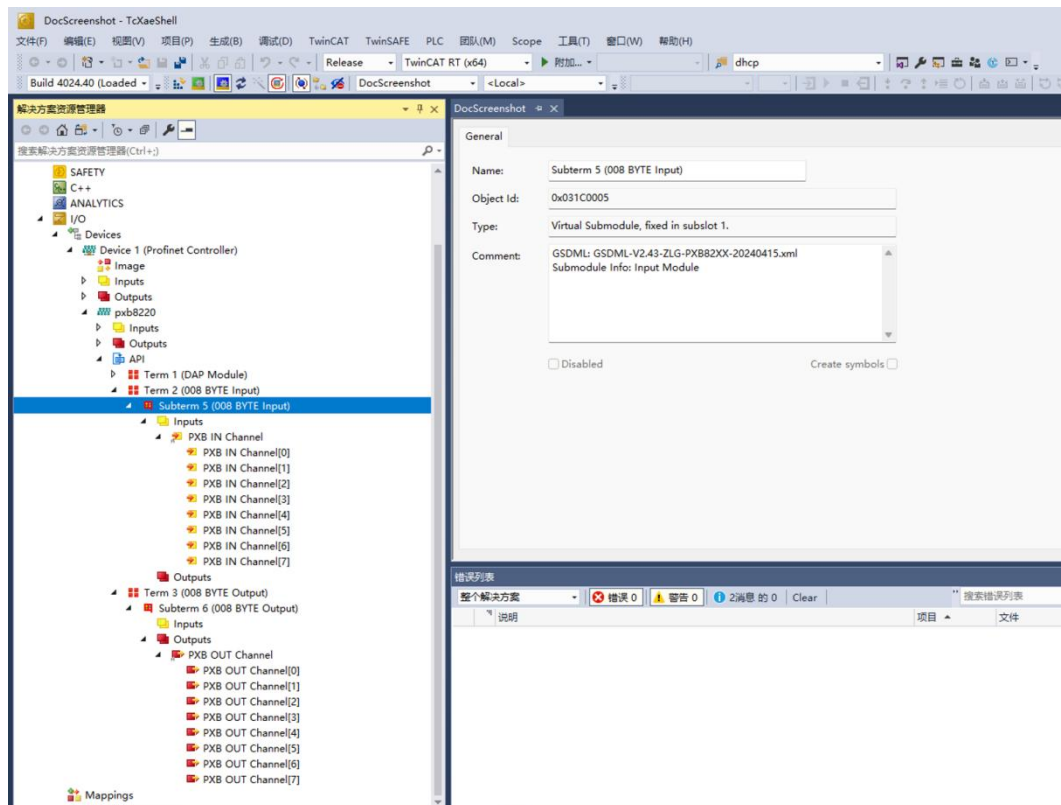 DocScreenshot - TcXaeShell
文件(F) 编辑(E) 视图(V) 项目(P) 生成(B) 调试(D) TwinCAT TwinSAFE PLC 团队(M) Scope 工具(T) 窗口(W) 帮助(H)
Release TwinCAT RT (x64) 附加... dhcp
Build 4024.40 (Loaded DocScreenshot <Local>
解决方案资源管理器
搜索解决方案资源管理器(Ctrl+;)
SAFETY
C++
ANALYTICS
I/O
Devices
Device 1 (Profinet Controller)
Image
Inputs
Outputs
pxb8220
Inputs
Outputs
API
Term 1 (DAP Module)
Term 2 (008 BYTE Input)
Subterm 5 (008 BYTE Input)
Inputs
PXB IN Channel
PXB IN Channel[0]
PXB IN Channel[1]
PXB IN Channel[2]
PXB IN Channel[3]
PXB IN Channel[4]
PXB IN Channel[5]
PXB IN Channel[6]
PXB IN Channel[7]
Outputs
Term 3 (008 BYTE Output)
Subterm 6 (008 BYTE Output)
Inputs
Outputs
PXB OUT Channel
PXB OUT Channel[0]
PXB OUT Channel[1]
PXB OUT Channel[2]
PXB OUT Channel[3]
PXB OUT Channel[4]
PXB OUT Channel[5]
PXB OUT Channel[6]
PXB OUT Channel[7]
Mappings
DocScreenshot
General
Name: Subterm 5 (008 BYTE Input)
Object Id: 0x031C0005
Type: Virtual Submodule, fixed in subslot 1.
Comment: GSDML: GSDML-V2.43-ZLG-PXB82XX-20240415.xml
Submodule Info: Input Module
Disabled Create symbols
错误列表
整个解决方案 错误 0 警告 0 2消息 的 0 Clear 搜索错误列表
说明 项目 文件